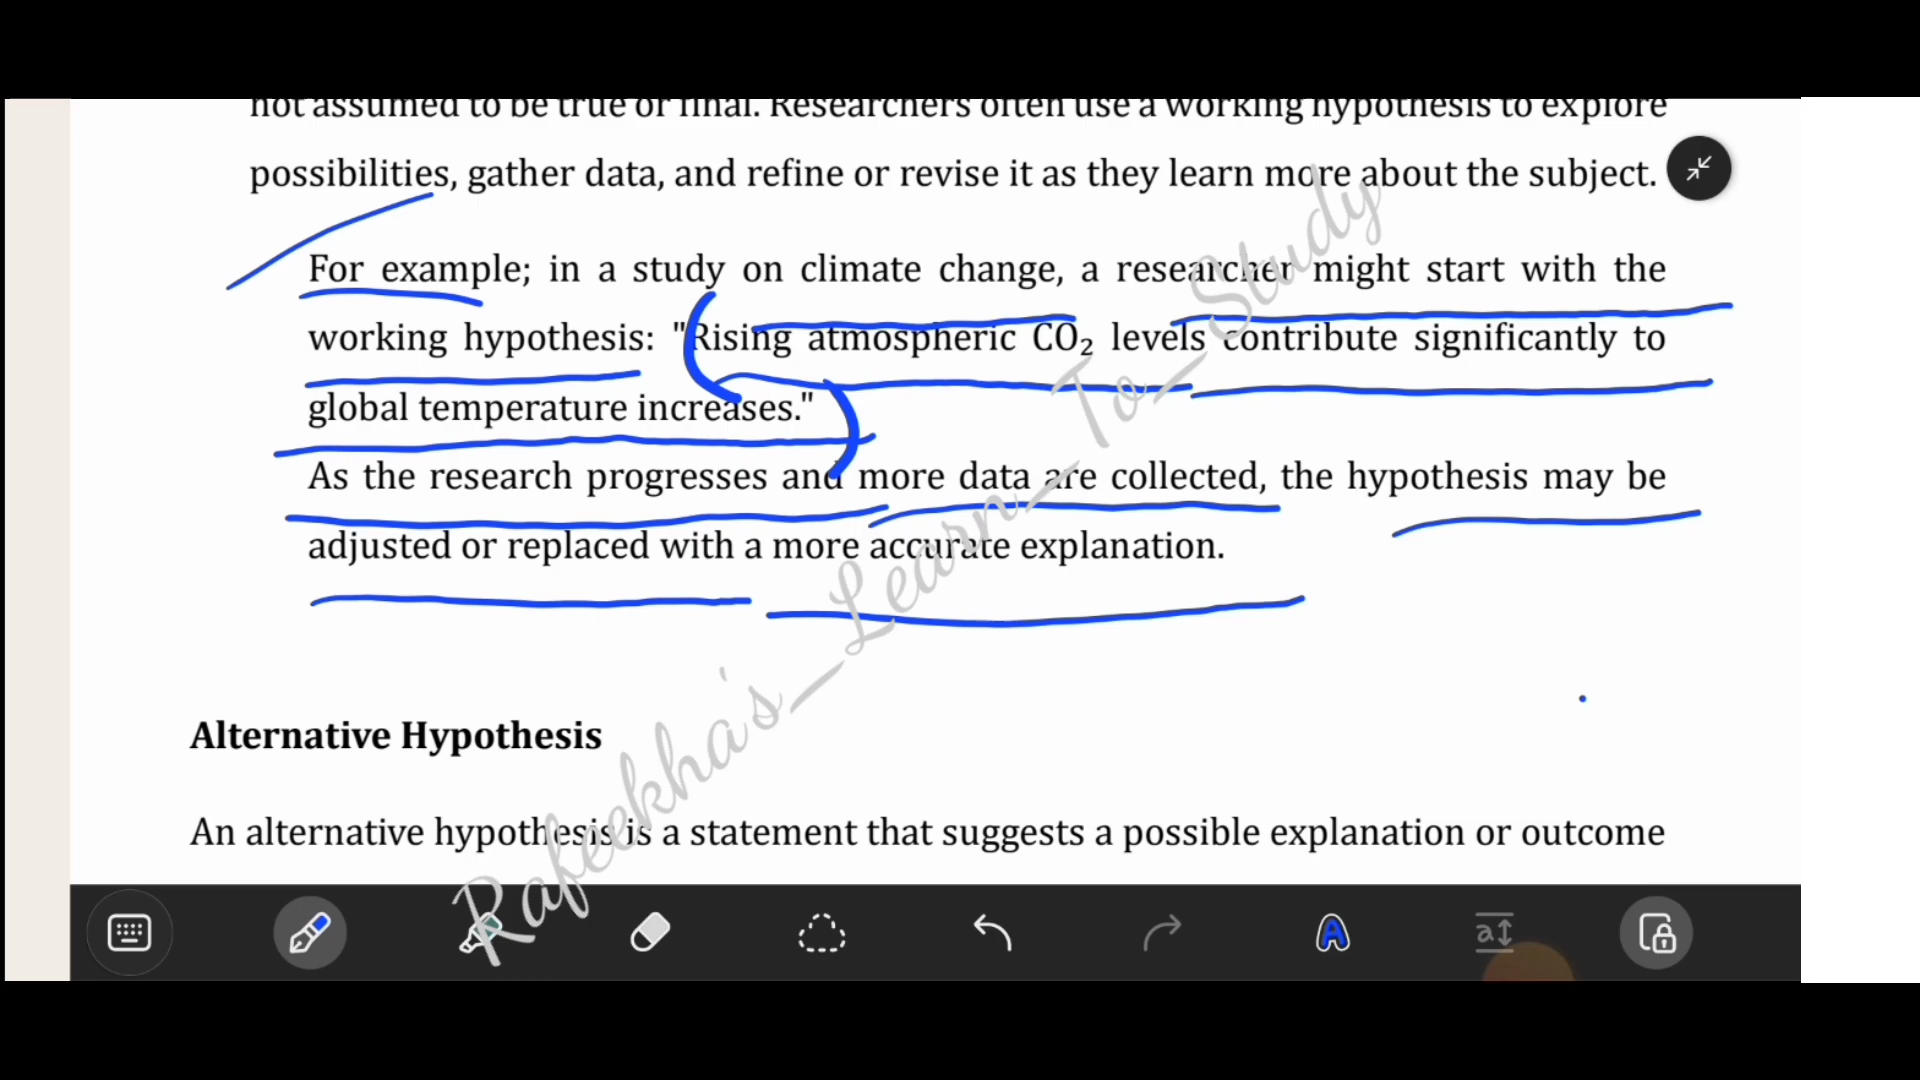 not assumed to be true or final. Researchers often use a working hypothesis to explore
possibilities, gather data, and refine or revise it as they learn more about the subject.
For example; in a study on climate change, a researcher might start with the
working hypothesis: "Rising atmospheric CO₂ levels contribute significantly to
global temperature increases."
As the research progresses and more data are collected, the hypothesis may be
adjusted or replaced with a more accurate explanation.
Rafeekha's_Learn_To_Study
Alternative Hypothesis
An alternative hypothesis is a statement that suggests a possible explanation or outcome
A
a